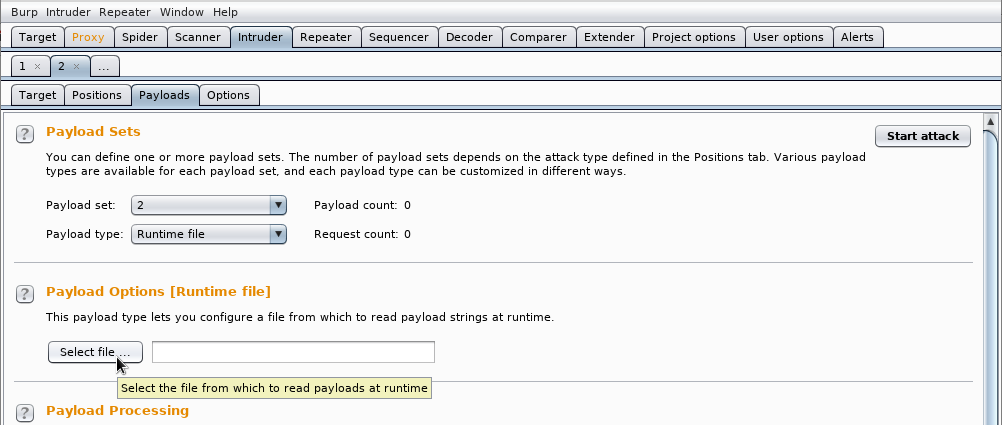 Burp Intruder Repeater Window Help
Target Proxy Spider Scanner Intruder Repeater Sequencer Decoder Comparer Extender Project options User options Alerts
1 × 2 × ...
Target Positions Payloads Options
? Payload Sets
Start attack
You can define one or more payload sets. The number of payload sets depends on the attack type defined in the Positions tab. Various payload
types are available for each payload set, and each payload type can be customized in different ways.
Payload set: 2 Payload count: 0
Payload type: Runtime file Request count: 0
? Payload Options [Runtime file]
This payload type lets you configure a file from which to read payload strings at runtime.
Select file ...
Select the file from which to read payloads at runtime
? Payload Processing